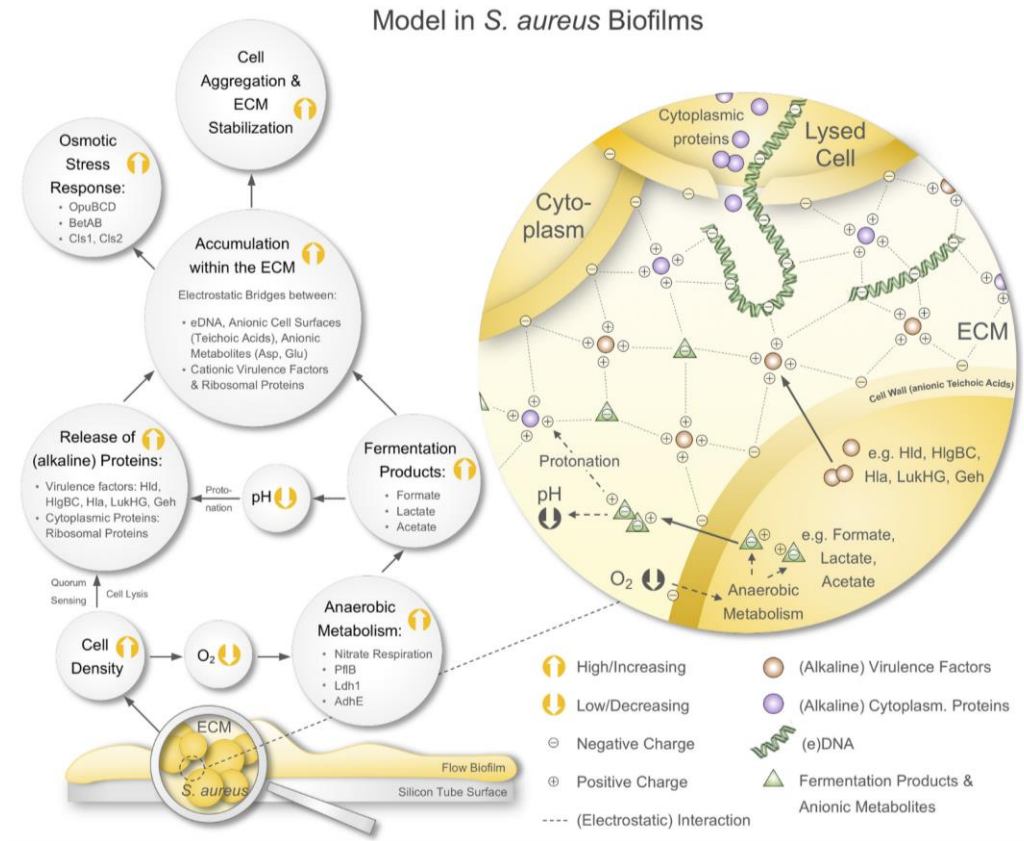 Model in S. aureus Biofilms
Cell
Aggregation &
ECM
Stabilization
Osmotic
Stress
Response:
• OpuBCD
• BetAB
• Cls1, Cls2
Accumulation
within the ECM
Electrostatic Bridges between:
• eDNA, Anionic Cell Surfaces
(Teichoic Acids), Anionic
Metabolites (Asp, Glu)
• Cationic Virulence Factors
& Ribosomal Proteins
Release of
(alkaline) Proteins:
• Virulence factors: Hld,
HlgBC, Hla, LukHG, Geh
• Cytoplasmic Proteins:
Ribosomal Proteins
Proto-
nation
pH
Fermentation
Products:
• Formate
• Lactate
• Acetate
Quorum
Sensing
Cell Lysis
Cell
Density
O2
Anaerobic
Metabolism:
• Nitrate Respiration
• PflB
• Ldh1
• AdhE
ECM
S. aureus
Flow Biofilm
Silicon Tube Surface
Cytoplasmic
proteins
Lysed
Cell
Cyto-
plasm
ECM
Cell Wall (anionic Teichoic Acids)
e.g. Hld, HlgBC,
Hla, LukHG, Geh
Protonation
pH
e.g. Formate,
Lactate,
Acetate
O2
Anaerobic
Metabolism
High/Increasing
Low/Decreasing
Negative Charge
Positive Charge
(Electrostatic) Interaction
(Alkaline) Virulence Factors
(Alkaline) Cytoplasm. Proteins
(e)DNA
Fermentation Products &
Anionic Metabolites